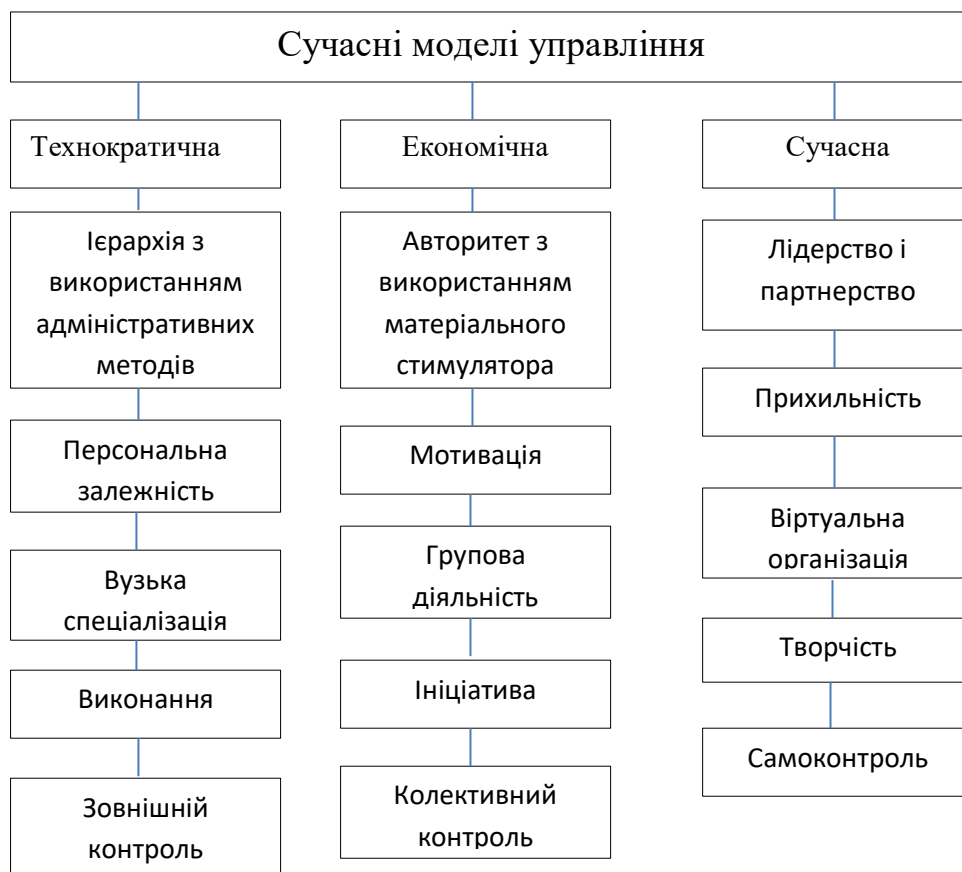 Сучасні моделі управління
Технократична
Економічна
Сучасна
Ієрархія з
використанням
адміністративних
методів
Авторитет з
використанням
матеріального
стимулятора
Лідерство і
партнерство
Персональна
залежність
Мотивація
Прихильність
Вузька
спеціалізація
Групова
діяльність
Віртуальна
організація
Виконання
Ініціатива
Творчість
Зовнішній
контроль
Колективний
контроль
Самоконтроль